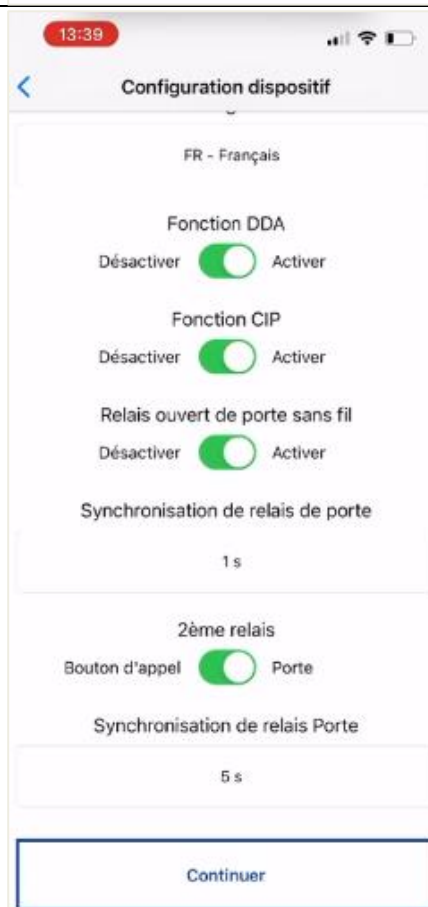 13:39
Configuration dispositif
FR - Français
Fonction DDA
Désactiver Activer
Fonction CIP
Désactiver Activer
Relais ouvert de porte sans fil
Désactiver Activer
Synchronisation de relais de porte
1 s
2ème relais
Bouton d'appel Porte
Synchronisation de relais Porte
5 s
Continuer